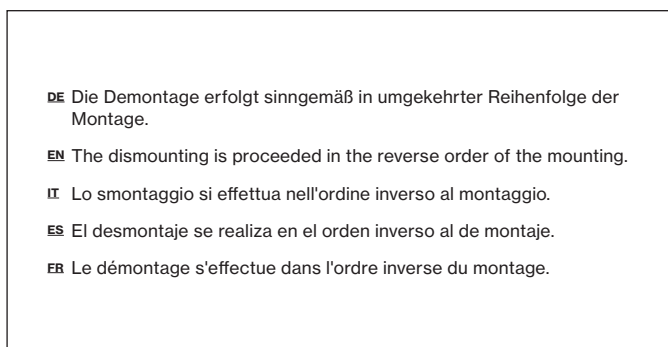 DE Die Demontage erfolgt sinngemäß in umgekehrter Reihenfolge der
Montage.
EN The dismounting is proceeded in the reverse order of the mounting.
IT Lo smontaggio si effettua nell'ordine inverso al montaggio.
ES El desmontaje se realiza en el orden inverso al de montaje.
FR Le démontage s'effectue dans l'ordre inverse du montage.